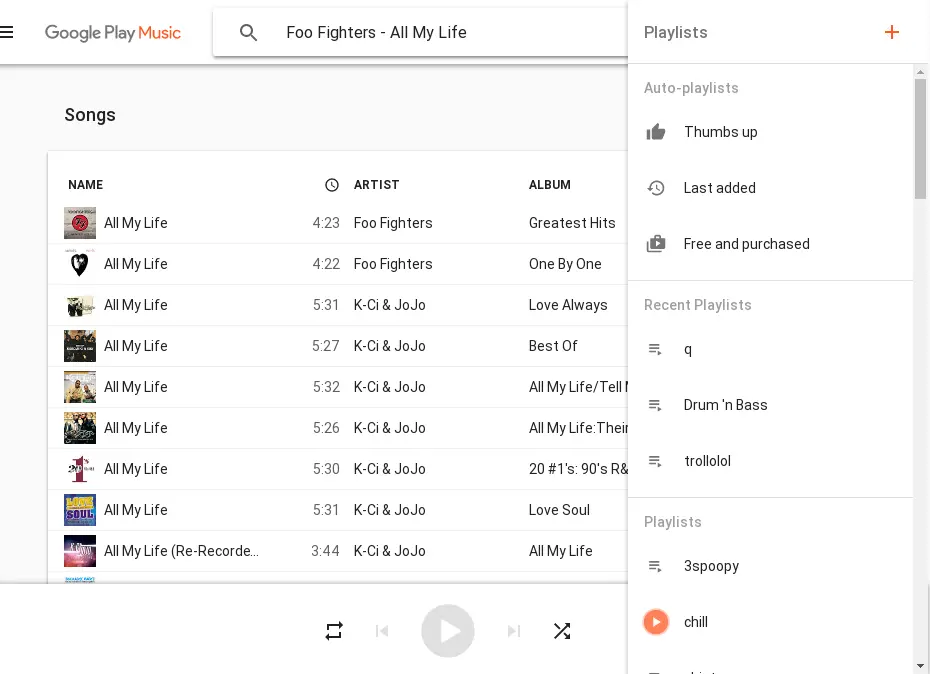 Google Play Music
Foo Fighters - All My Life
Songs
NAME ARTIST ALBUM
All My Life 4:23 Foo Fighters Greatest Hits
All My Life 4:22 Foo Fighters One By One
All My Life 5:31 K-Ci & JoJo Love Always
All My Life 5:27 K-Ci & JoJo Best Of
All My Life 5:32 K-Ci & JoJo All My Life/Tell
All My Life 5:26 K-Ci & JoJo All My Life:Their
All My Life 5:30 K-Ci & JoJo 20 #1's: 90's R&
All My Life 5:31 K-Ci & JoJo Love Soul
All My Life (Re-Recorde... 3:44 K-Ci & JoJo All My Life
Playlists
Auto-playlists
Thumbs up
Last added
Free and purchased
Recent Playlists
q
Drum 'n Bass
trollolol
Playlists
3spoopy
chill